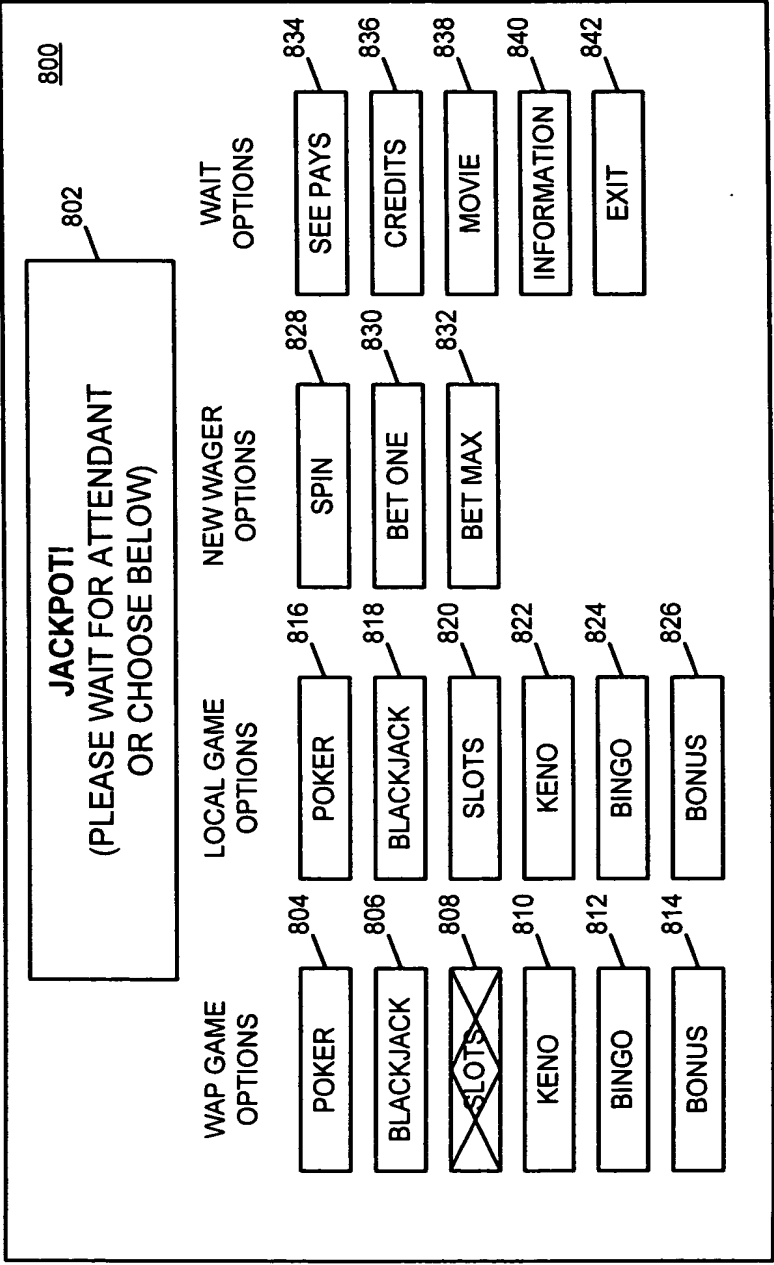 800
802
JACKPOT!
(PLEASE WAIT FOR ATTENDANT
OR CHOOSE BELOW)
WAP GAME
OPTIONS
POKER 804
BLACKJACK 806
SLOTS 808
KENO 810
BINGO 812
BONUS 814
LOCAL GAME
OPTIONS
POKER 816
BLACKJACK 818
SLOTS 820
KENO 822
BINGO 824
BONUS 826
NEW WAGER
OPTIONS
SPIN 828
BET ONE 830
BET MAX 832
WAIT
OPTIONS
SEE PAYS 834
CREDITS 836
MOVIE 838
INFORMATION 840
EXIT 842